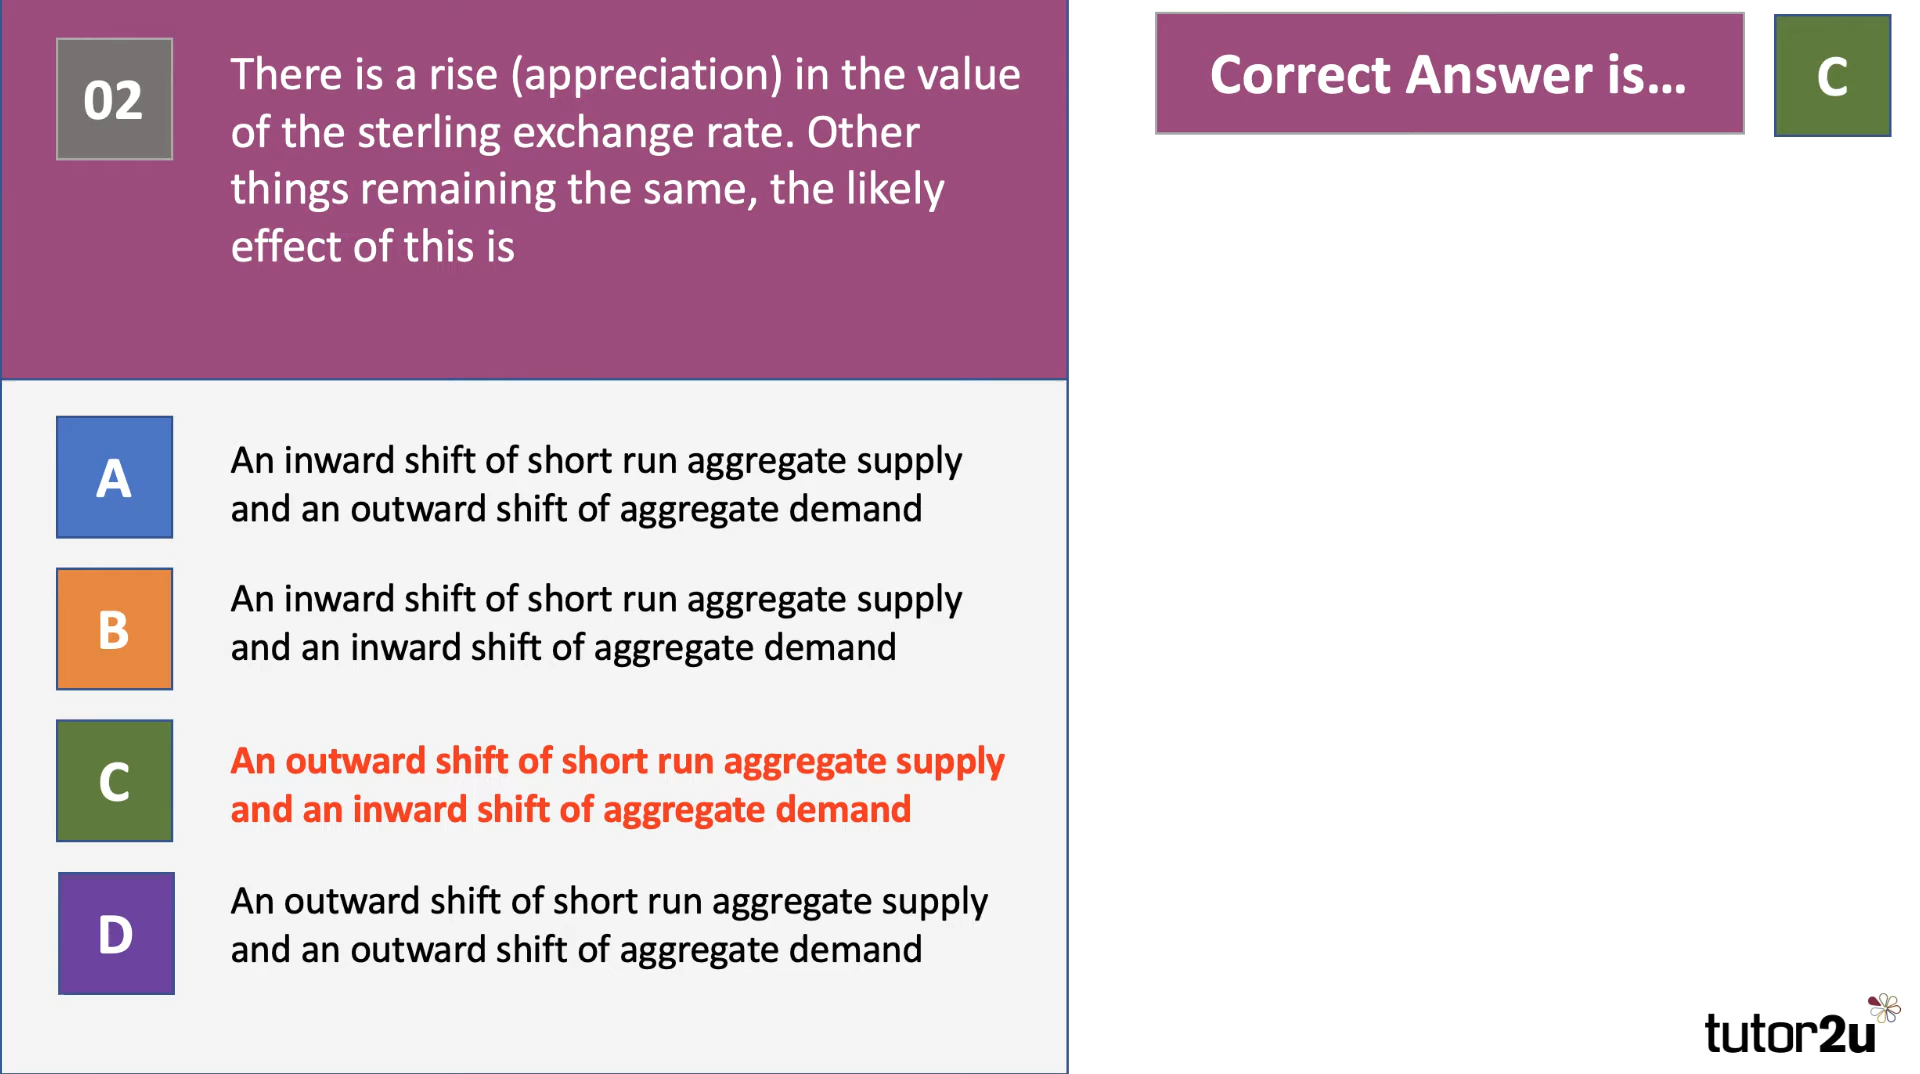 02
There is a rise (appreciation) in the value
of the sterling exchange rate. Other
things remaining the same, the likely
effect of this is
A
An inward shift of short run aggregate supply
and an outward shift of aggregate demand
B
An inward shift of short run aggregate supply
and an inward shift of aggregate demand
C
An outward shift of short run aggregate supply
and an inward shift of aggregate demand
D
An outward shift of short run aggregate supply
and an outward shift of aggregate demand
Correct Answer is...
C
tutor2u